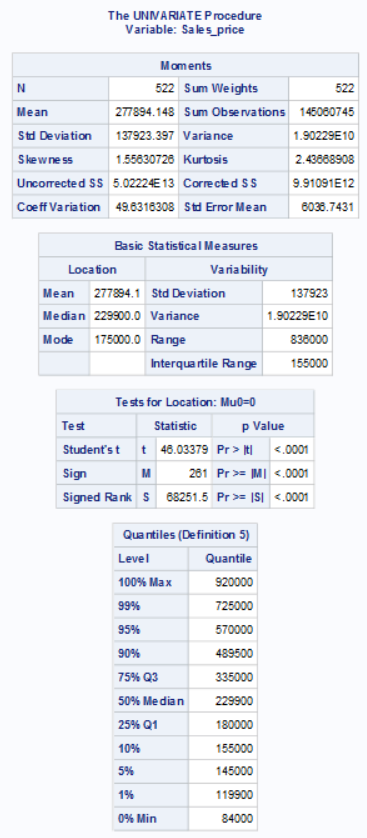 The UNIVARIATE Procedure
Variable: Sales_price
Moments
N 522 Sum Weights 522
Mean 277894.148 Sum Observations 145060745
Std Deviation 137923.397 Variance 1.90229E10
Skewness 1.55630726 Kurtosis 2.43668908
Uncorrected SS 5.02224E13 Corrected SS 9.91091E12
Coeff Variation 49.6316308 Std Error Mean 6036.7431
Basic Statistical Measures
Location Variability
Mean 277894.1 Std Deviation 137923
Median 229900.0 Variance 1.90229E10
Mode 175000.0 Range 836000
Interquartile Range 155000
Tests for Location: Mu0=0
Test Statistic p Value
Student's t t 46.03379 Pr > |t| <.0001
Sign M 261 Pr >= |M| <.0001
Signed Rank S 68251.5 Pr >= |S| <.0001
Quantiles (Definition 5)
Level Quantile
100% Max 920000
99% 725000
95% 570000
90% 489500
75% Q3 335000
50% Median 229900
25% Q1 180000
10% 155000
5% 145000
1% 119900
0% Min 84000